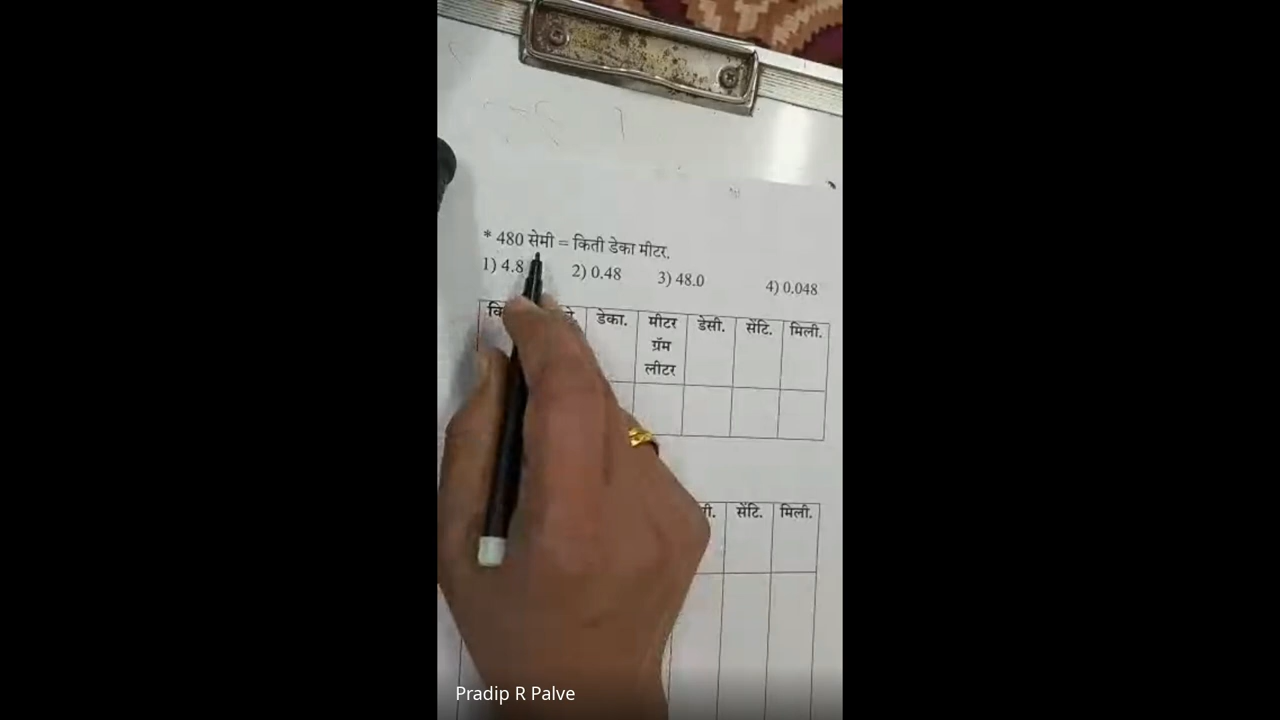 * 480 सेमी = किती डेका मीटर.
1) 4.8 2) 0.48 3) 48.0 4) 0.048
डेका. मीटर डेसी. सेंटि. मिली.
ग्रॅम
लीटर
सेंटि. मिली.
Pradip R Palve